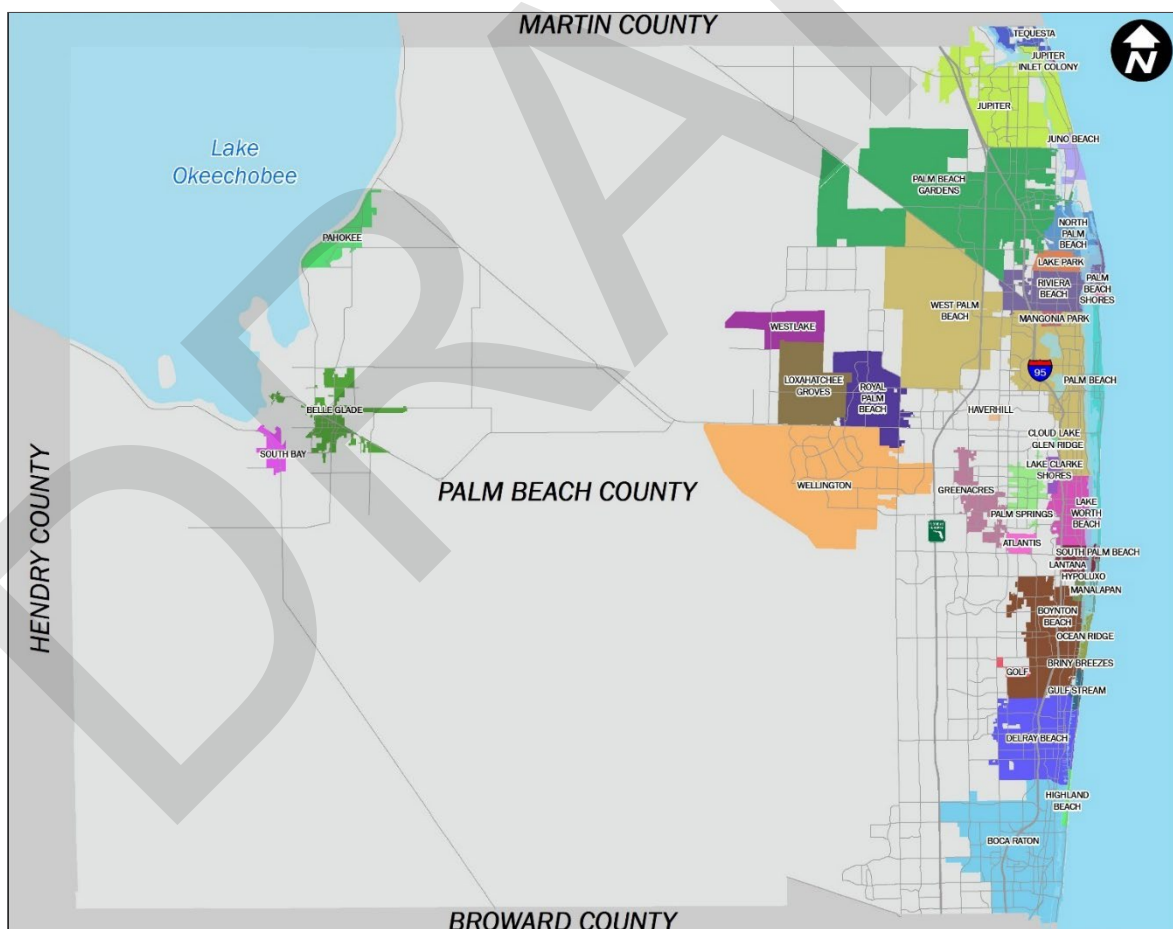 MARTIN COUNTY
TEQUESTA
JUPITER
INLET COLONY
N
JUPITER
Lake
Okeechobee
JUNO BEACH
PALM BEACH
GARDENS
PAHOKEE
NORTH
PALM
BEACH
LAKE PARK
RIVIERA
BEACH
PALM
BEACH
SHORES
WEST PALM
BEACH
MANGONIA PARK
WESTLAKE
95
PALM BEACH
LOXAHATCHEE
GROVES
ROYAL
PALM
BEACH
HAVERHILL
BELLE GLADE
CLOUD LAKE
GLEN RIDGE
SOUTH BAY
LAKE CLARKE
SHORES
HENDRY COUNTY
PALM BEACH COUNTY
WELLINGTON
GREENACRES
PALM SPRINGS
LAKE
WORTH
BEACH
ATLANTIS
SOUTH PALM BEACH
LANTANA
HYPOLUXO
MANALAPAN
BOYNTON
BEACH
OCEAN RIDGE
BRINY BREEZES
GOLF
GULF STREAM
DELRAY BEACH
HIGHLAND
BEACH
BOCA RATON
BROWARD COUNTY
DRAFT